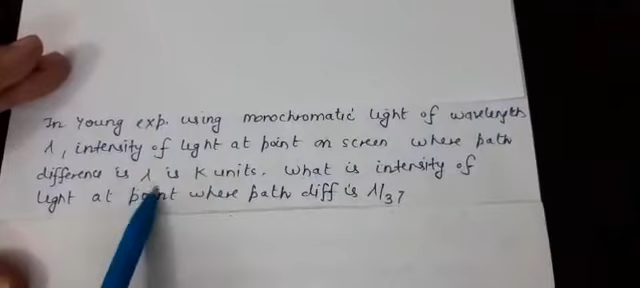 In Young exp. using monochromatic light of wavelength
λ, intensity of light at point on screen where path
difference is λ is K units. What is intensity of
light at point where path diff is λ/3?